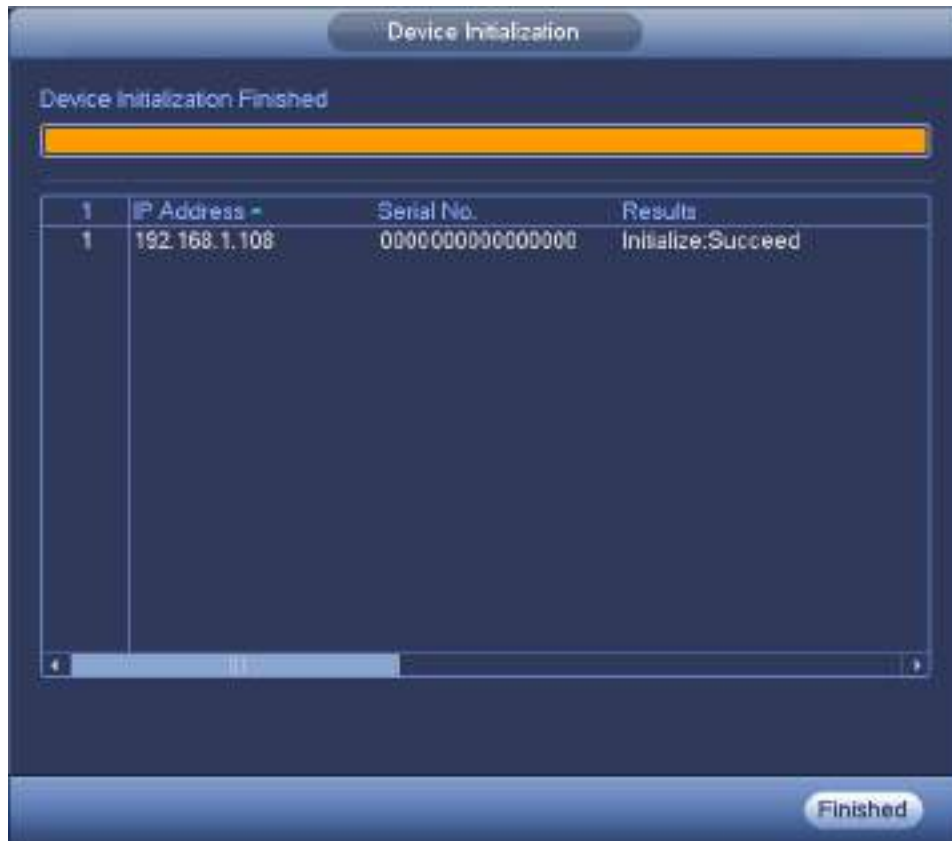 Device Initialization
Device Initialization Finished
1 IP Address Serial No. Results
1 192.168.1.108 0000000000000000 Initialize:Succeed
Finished